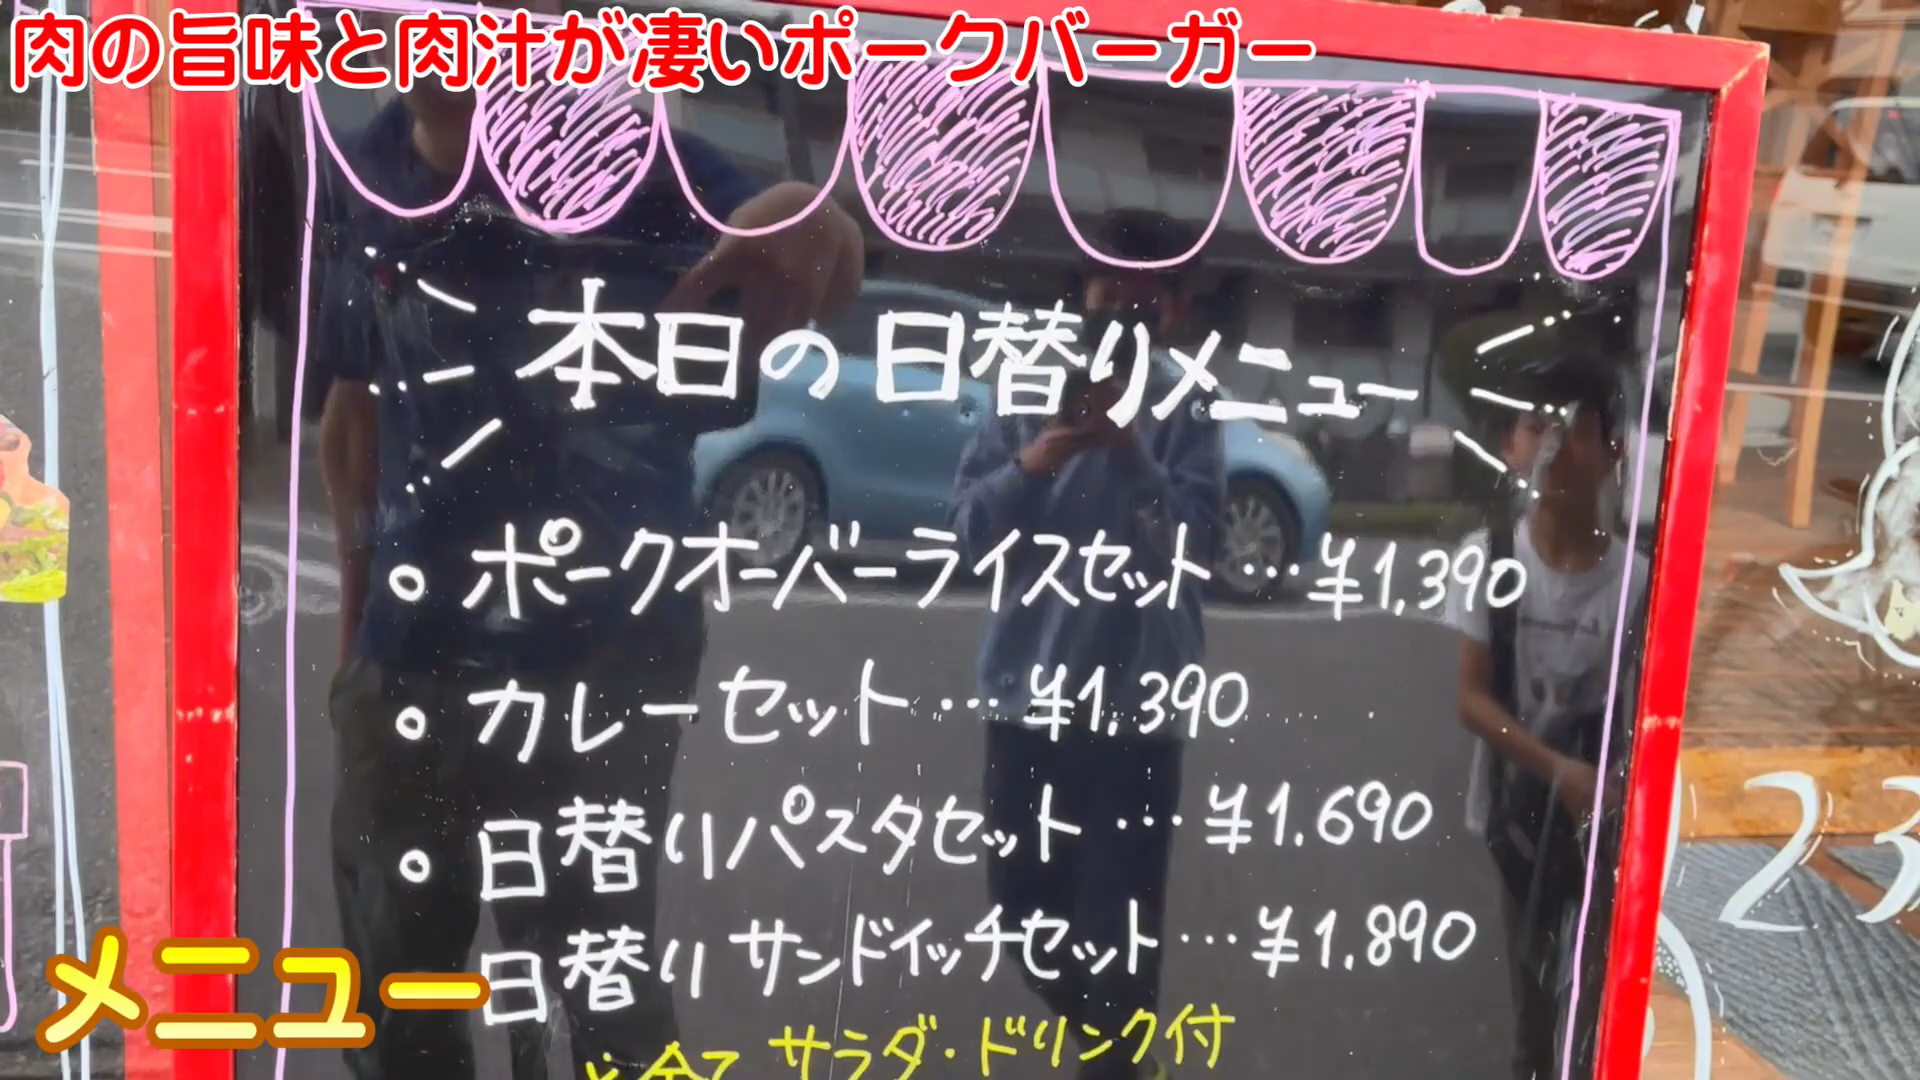 肉の旨味と肉汁が凄いポークバーガー
本日の日替りメニュー
ポークオーバーライスセット…¥1,390
カレーセット…¥1,390
日替りパスタセット…¥1.690
日替りサンドイッチセット…¥1.890
全て サラダ・ドリンク付
メニュー
23